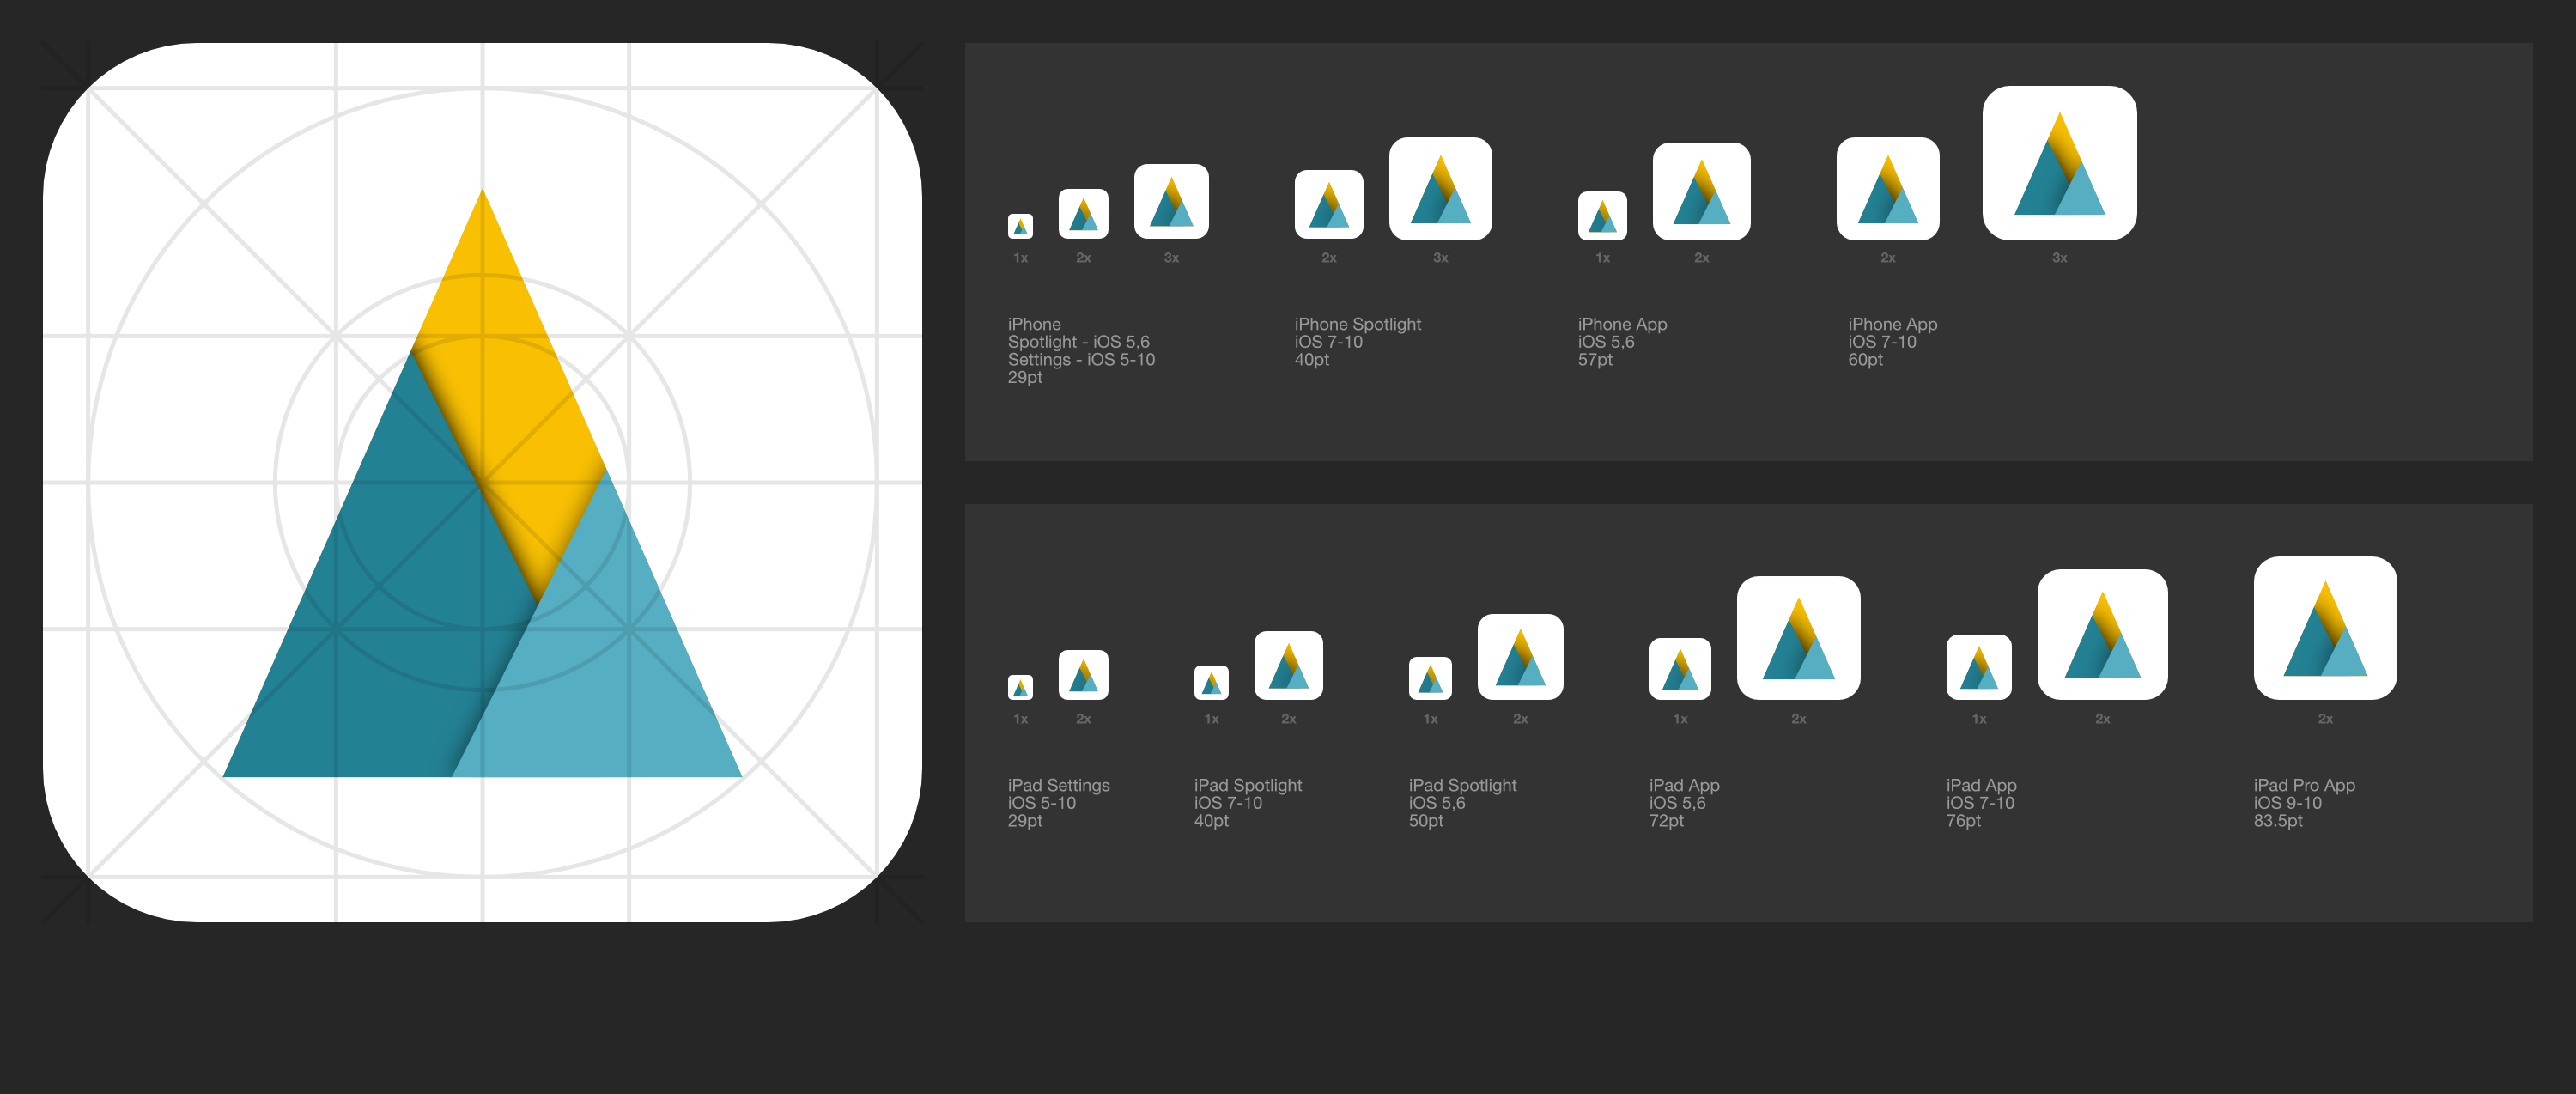 1x
2x
3x
2x
3x
1x
2x
2x
3x
iPhone
Spotlight - iOS 5,6
Settings - iOS 5-10
29pt
iPhone Spotlight
iOS 7-10
40pt
iPhone App
iOS 5,6
57pt
iPhone App
iOS 7-10
60pt
1x
2x
1x
2x
1x
2x
1x
2x
1x
2x
2x
iPad Settings
iOS 5-10
29pt
iPad Spotlight
iOS 7-10
40pt
iPad Spotlight
iOS 5,6
50pt
iPad App
iOS 5,6
72pt
iPad App
iOS 7-10
76pt
iPad Pro App
iOS 9-10
83.5pt